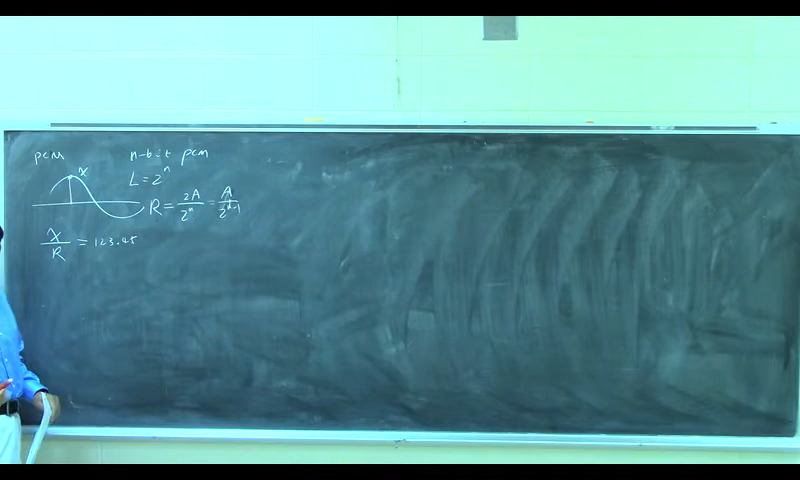 PCM n-bit PCM
x L = 2^n
R = 2A/2^n = A/2^(n-1)
x/R = 123.45